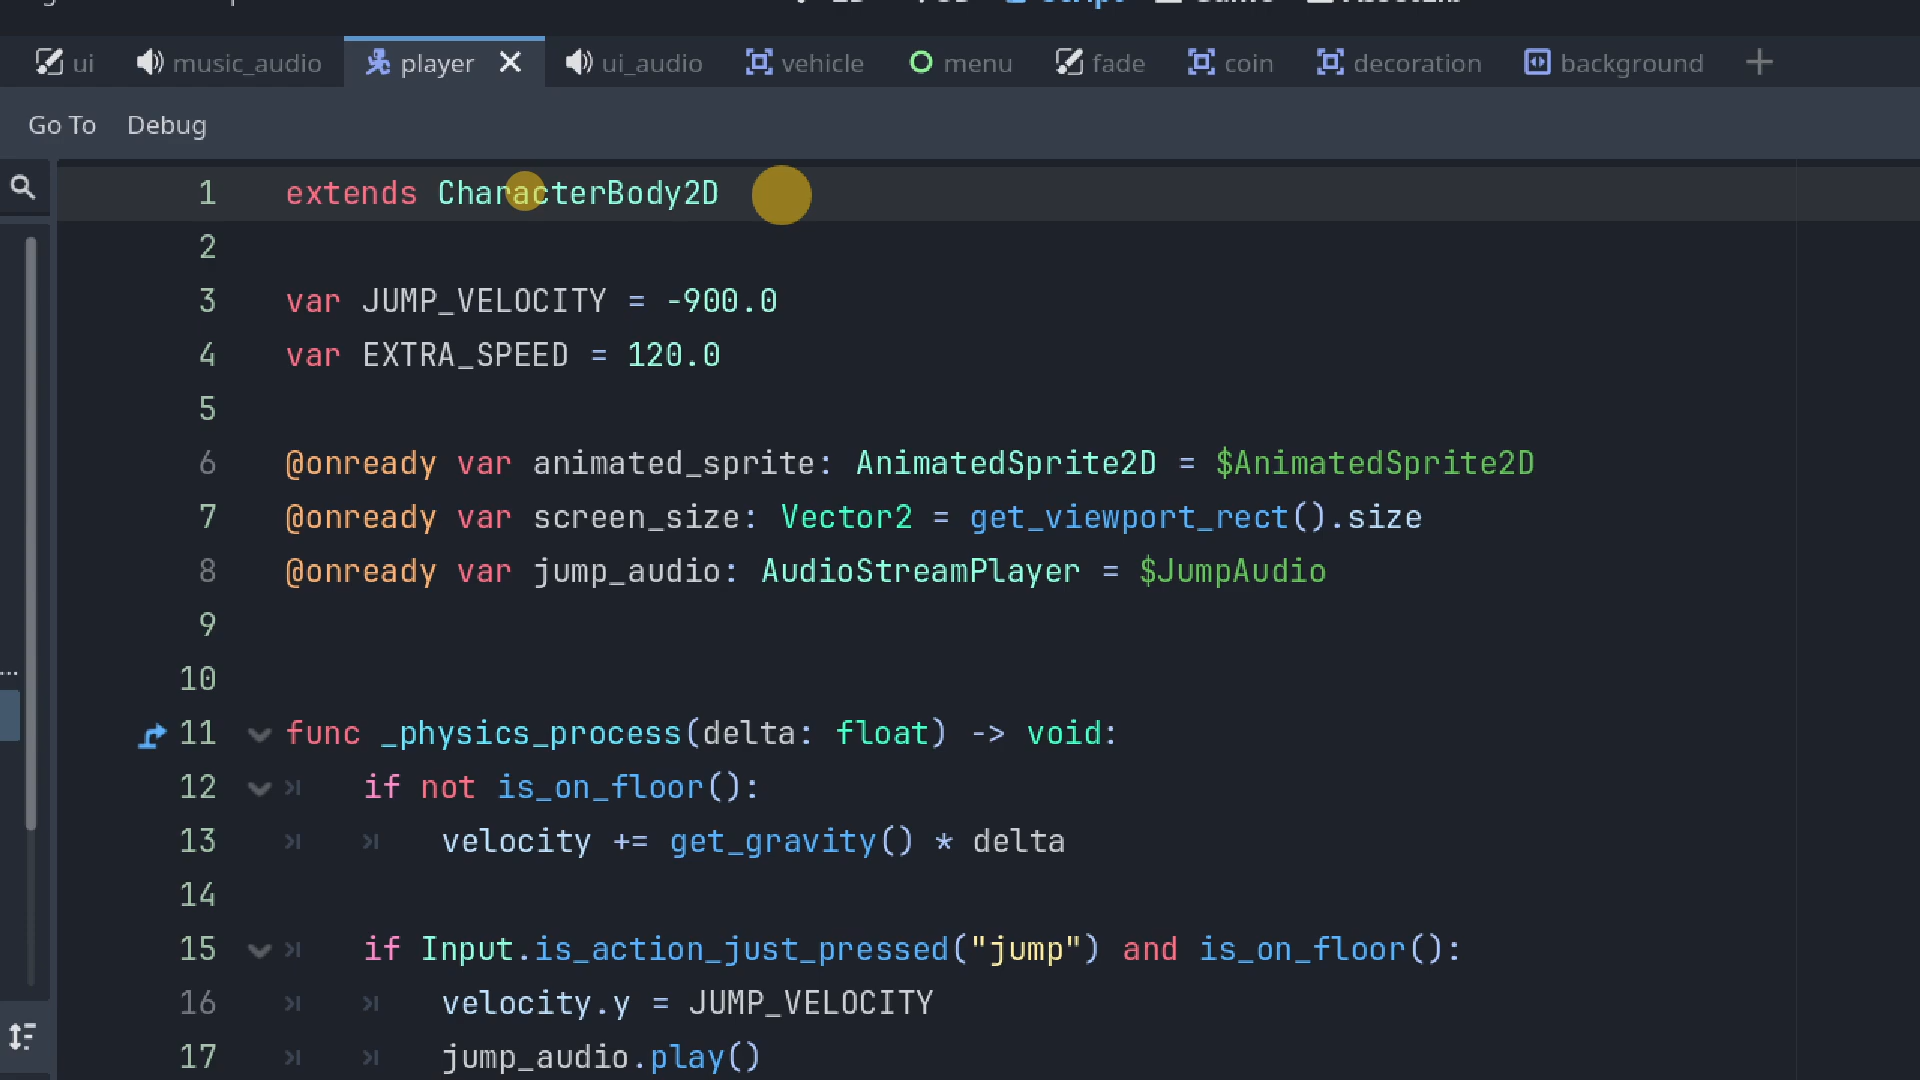 ui music_audio player ui_audio vehicle menu fade coin decoration background
Go To Debug
1 extends CharacterBody2D
2
3 var JUMP_VELOCITY = -900.0
4 var EXTRA_SPEED = 120.0
5
6 @onready var animated_sprite: AnimatedSprite2D = $AnimatedSprite2D
7 @onready var screen_size: Vector2 = get_viewport_rect().size
8 @onready var jump_audio: AudioStreamPlayer = $JumpAudio
9
10
11 func _physics_process(delta: float) -> void:
12 if not is_on_floor():
13 velocity += get_gravity() * delta
14
15 if Input.is_action_just_pressed("jump") and is_on_floor():
16 velocity.y = JUMP_VELOCITY
17 jump_audio.play()